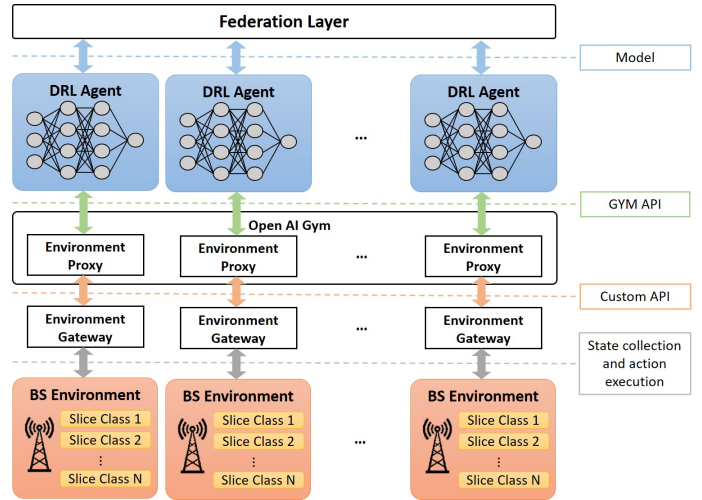 Federation Layer
Model
DRL Agent
DRL Agent
DRL Agent
...
GYM API
Open AI Gym
Environment
Proxy
Environment
Proxy
...
Environment
Proxy
Custom API
Environment
Gateway
Environment
Gateway
...
Environment
Gateway
State collection
and action
execution
BS Environment
Slice Class 1
Slice Class 2
...
Slice Class N
BS Environment
Slice Class 1
Slice Class 2
...
Slice Class N
...
BS Environment
Slice Class 1
Slice Class 2
...
Slice Class N